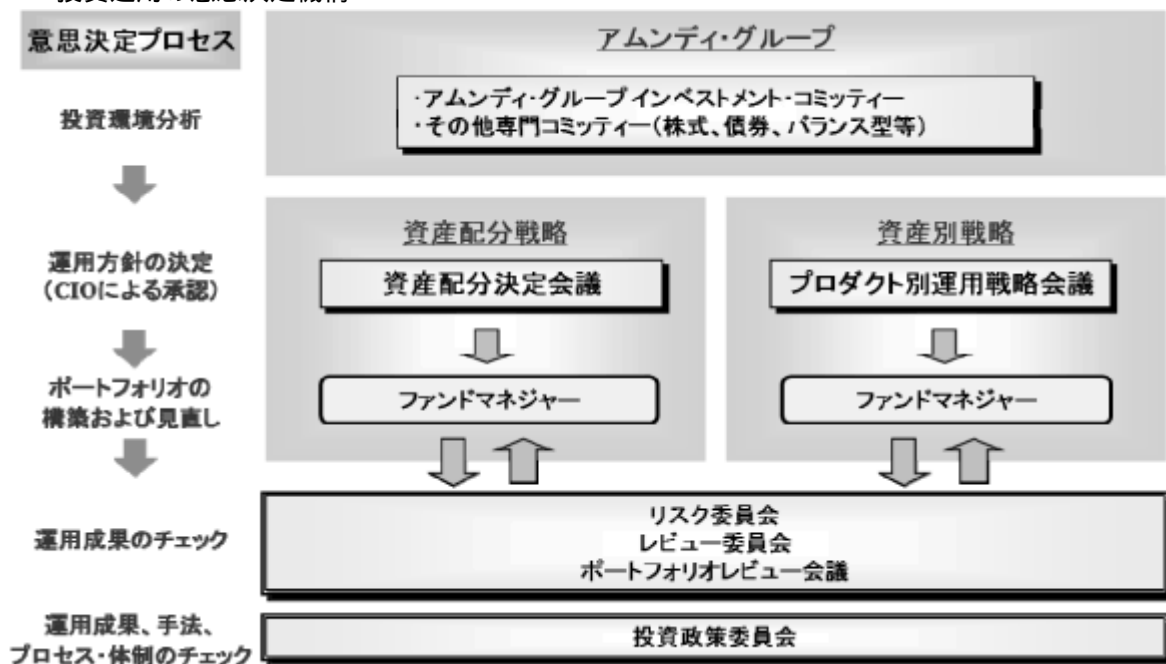 意思決定プロセス
アムンディ・グループ
投資環境分析
・アムンディ・グループ インベストメント・コミッティー
・その他専門コミッティー（株式、債券、バランス型等）
資産配分戦略
資産別戦略
運用方針の決定
（CIOによる承認）
資産配分決定会議
プロダクト別運用戦略会議
ポートフォリオの
構築および見直し
ファンドマネジャー
ファンドマネジャー
運用成果のチェック
リスク委員会
レビュー委員会
ポートフォリオレビュー会議
運用成果、手法、
プロセス・体制のチェック
投資政策委員会